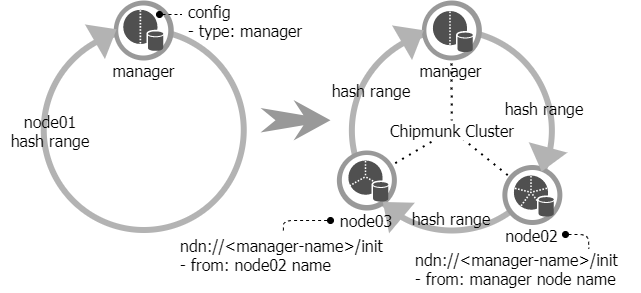 config
- type: manager
manager
node01
hash range
manager
hash range
hash range
Chipmunk Cluster
node03
hash range
node02
ndn://<manager-name>/init
- from: node02 name
ndn://<manager-name>/init
- from: manager node name